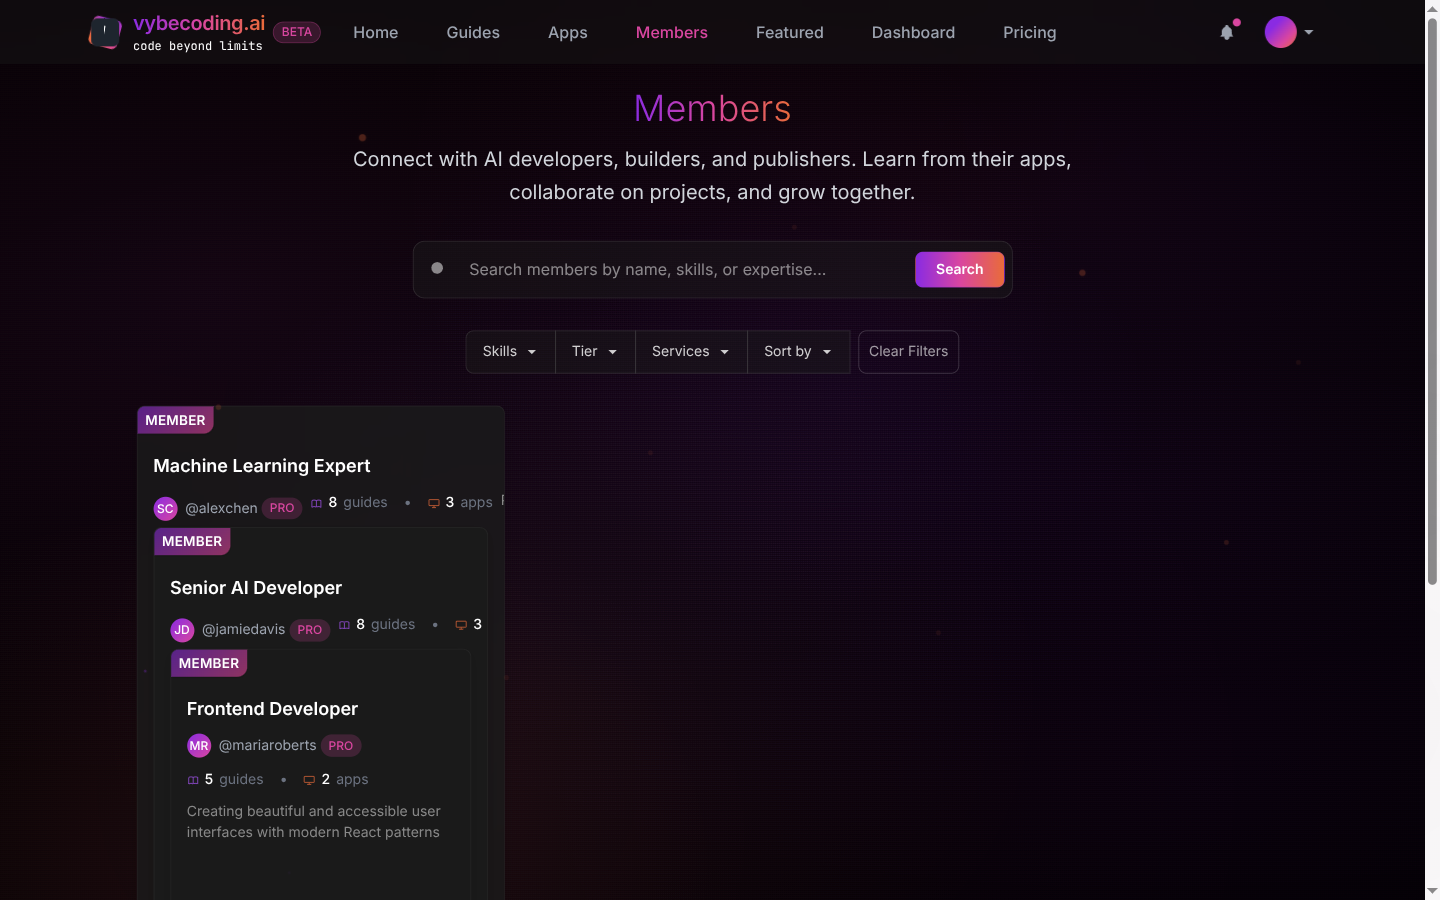 vybecoding.ai
code beyond limits
BETA
Home
Guides
Apps
Members
Featured
Dashboard
Pricing
Members
Connect with AI developers, builders, and publishers. Learn from their apps,
collaborate on projects, and grow together.
Search members by name, skills, or expertise...
Search
Skills
Tier
Services
Sort by
Clear Filters
MEMBER
Machine Learning Expert
SC @alexchen PRO 8 guides • 3 apps
MEMBER
Senior AI Developer
JD @jamiedavis PRO 8 guides • 3
MEMBER
Frontend Developer
MR @mariaroberts PRO
5 guides • 2 apps
Creating beautiful and accessible user
interfaces with modern React patterns